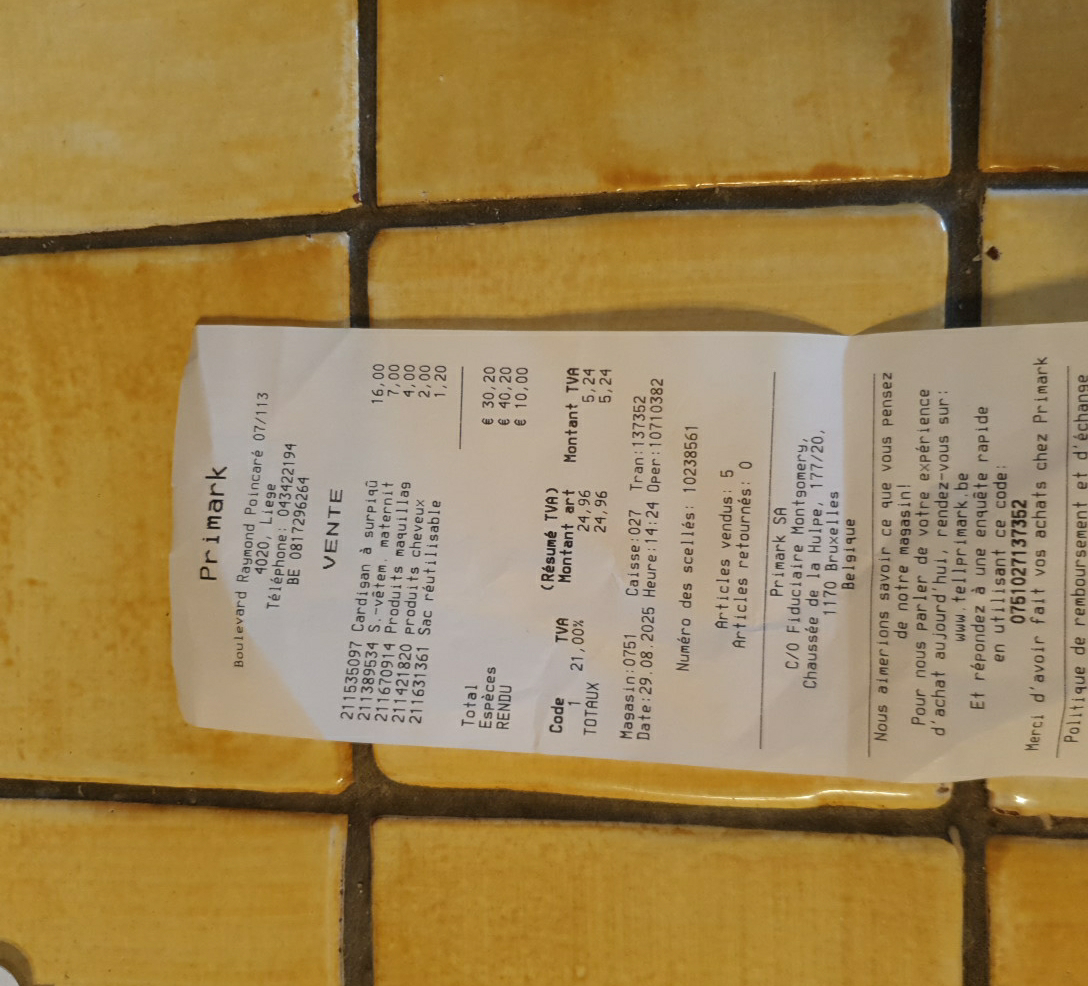 Primark
Boulevard Raymond Poincaré 07/113
4020, Liege
Téléphone: 043422194
BE 0817296264
VENTE
211535097 Cardigan à surpiqû 16,00
211389534 S.-vêtem. maternit 7,00
211670914 Produits maquillag 4,00
211421820 Produits cheveux 2,00
211631361 Sac réutilisable 1,20
Total € 30,20
Espèces € 40,20
RENDU € 10,00
(Résumé TVA)
Code TVA Montant art Montant TVA
1 21,00% 24,96 5,24
TOTAUX 24,96 5,24
Magasin:0751 Caisse:027 Tran:137352
Date:29.08.2025 Heure:14:24 Oper:10710382
Numéro des scellés: 10238561
Articles vendus: 5
Articles retournés: 0
Primark SA
C/O Fiduciaire Montgomery,
Chaussée de la Hulpe, 177/20,
1170 Bruxelles
Belgique
Nous aimerions savoir ce que vous pensez
de notre magasin!
Pour nous parler de votre expérience
d'achat aujourd'hui, rendez-vous sur:
www.tellprimark.be
Et répondez à une enquête rapide
en utilisant ce code:
0751027137352
Merci d'avoir fait vos achats chez Primark
Politique de remboursement et d'échange